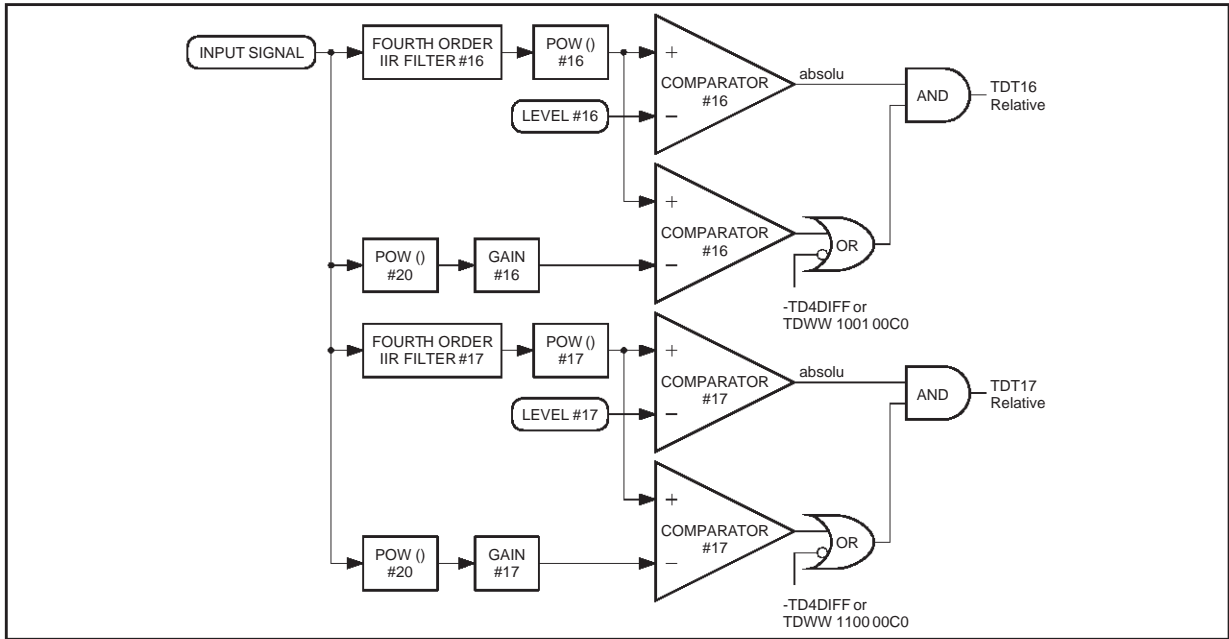 INPUT SIGNAL
FOURTH ORDER
IIR FILTER #16
POW ()
#16
+
COMPARATOR
#16
−
LEVEL #16
absolu
AND
TDT16
Relative
+
COMPARATOR
#16
−
OR
POW ()
#20
GAIN
#16
-TD4DIFF or
TDWW 1001 00C0
FOURTH ORDER
IIR FILTER #17
POW ()
#17
+
COMPARATOR
#17
−
LEVEL #17
absolu
AND
TDT17
Relative
+
COMPARATOR
#17
−
OR
POW ()
#20
GAIN
#17
-TD4DIFF or
TDWW 1100 00C0